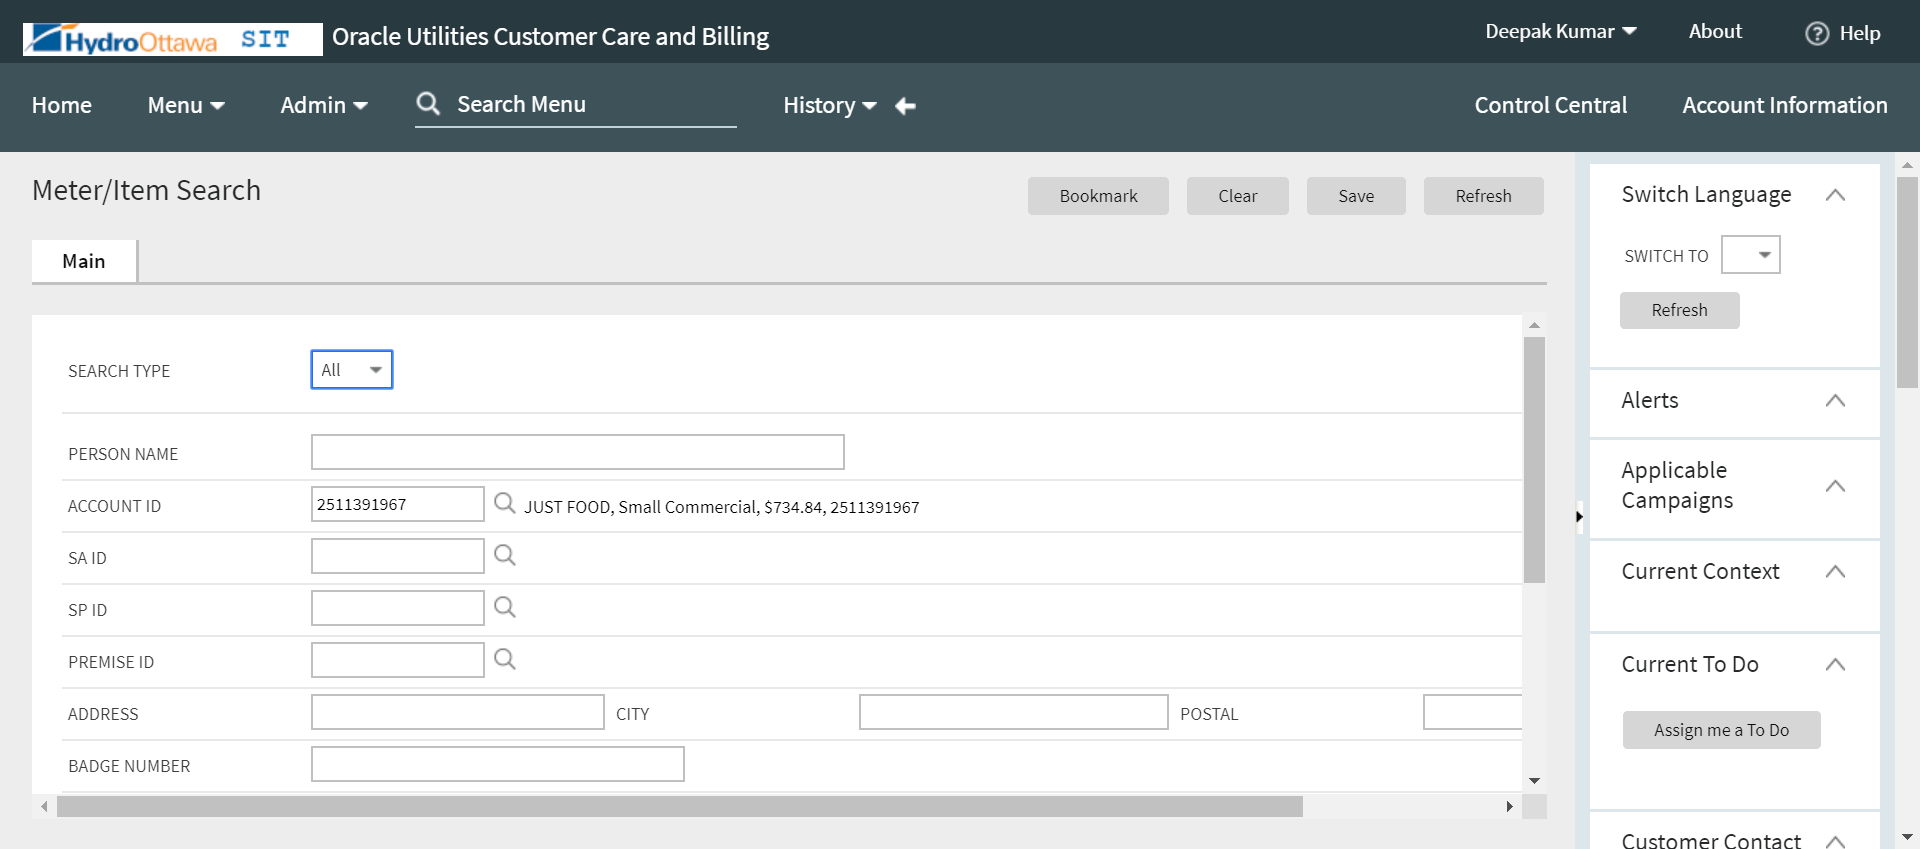 HydroOttawa SIT Oracle Utilities Customer Care and Billing Deepak Kumar About ? Help
Home Menu Admin Search Menu History Control Central Account Information
Meter/Item Search Bookmark Clear Save Refresh
Main
SEARCH TYPE All
PERSON NAME
ACCOUNT ID 2511391967 JUST FOOD, Small Commercial, $734.84, 2511391967
SA ID
SP ID
PREMISE ID
ADDRESS CITY POSTAL
BADGE NUMBER
Switch Language
SWITCH TO
Refresh
Alerts
Applicable
Campaigns
Current Context
Current To Do
Assign me a To Do
Customer Contact